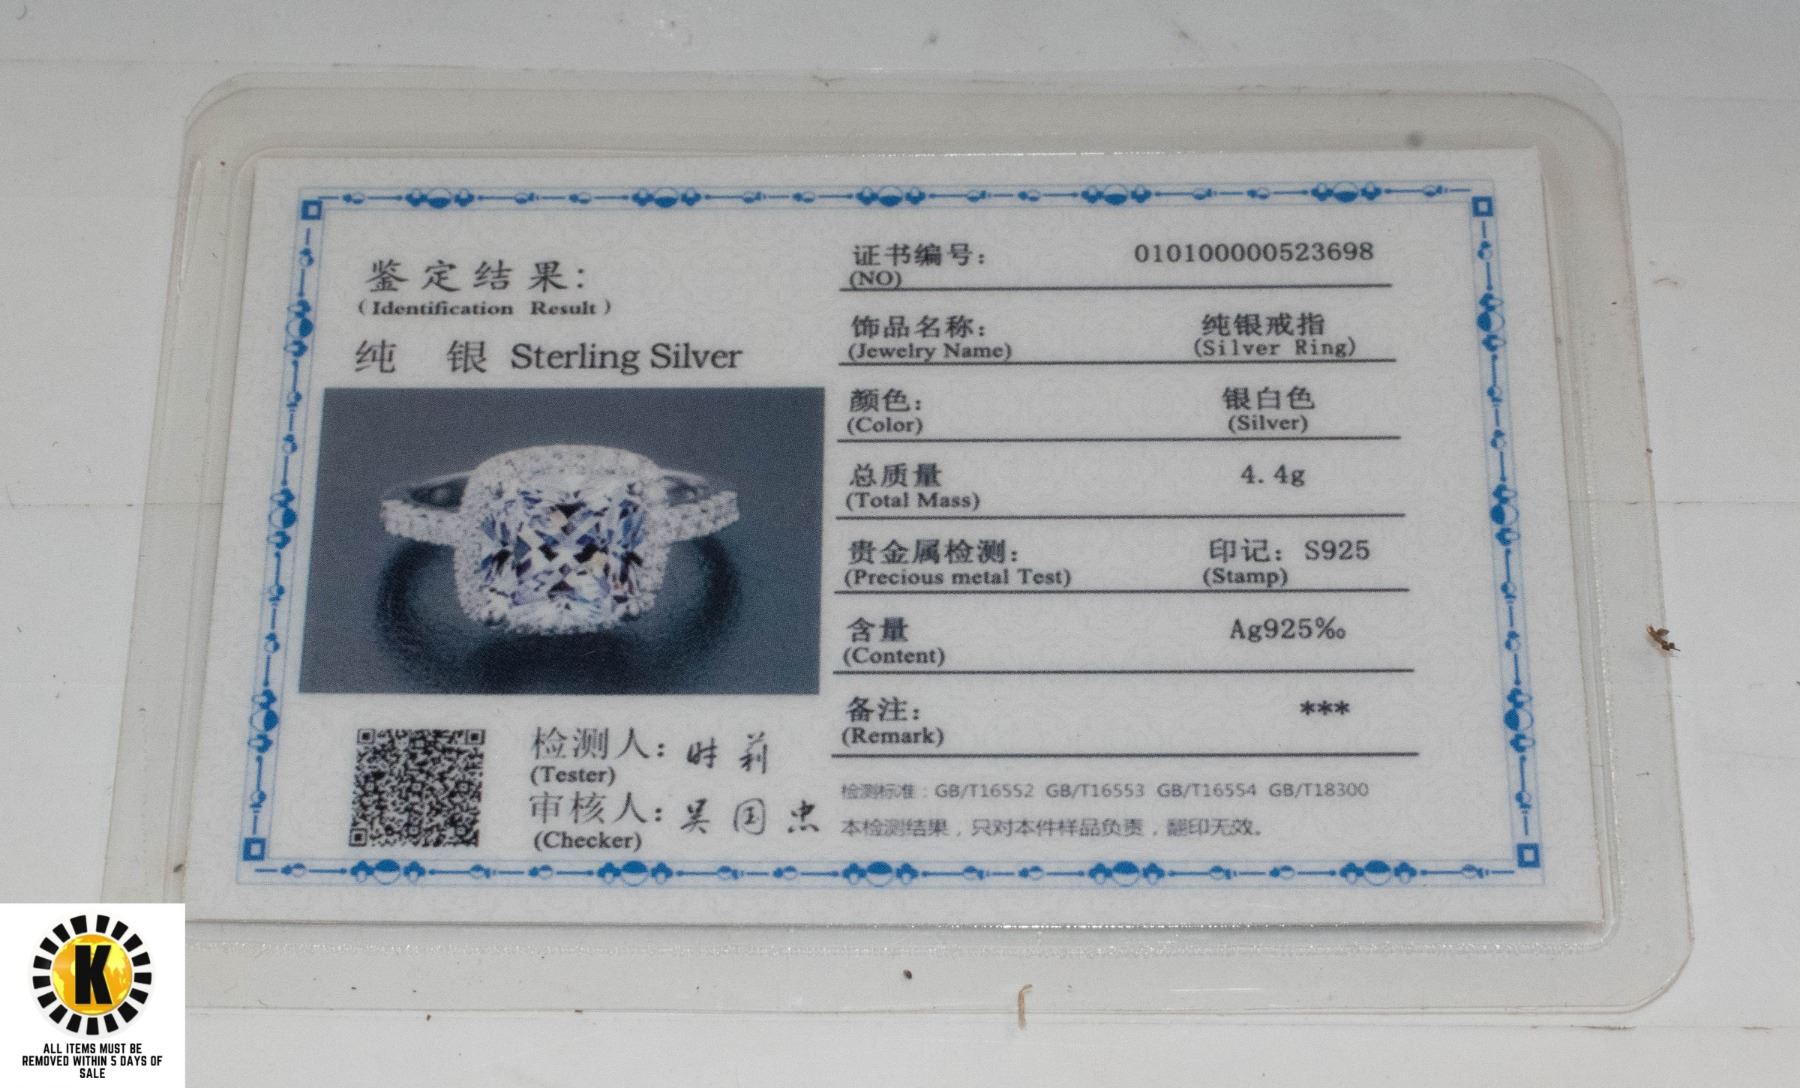 鉴定结果:
(Identification Result)
纯 银 Sterling Silver
检测人: 时莉
(Tester)
审核人: 吴国忠
(Checker)
证书编号: 010100000523698
(NO)
饰品名称: 纯银戒指
(Jewelry Name) (Silver Ring)
颜色: 银白色
(Color) (Silver)
总质量 4.4g
(Total Mass)
贵金属检测: 印记: S925
(Precious metal Test) (Stamp)
含量 Ag925‰
(Content)
备注: ***
(Remark)
检测标准：GB/T16552 GB/T16553 GB/T16554 GB/T18300
本检测结果，只对本件样品负责，翻印无效。
K
ALL ITEMS MUST BE
REMOVED WITHIN 5 DAYS OF
SALE